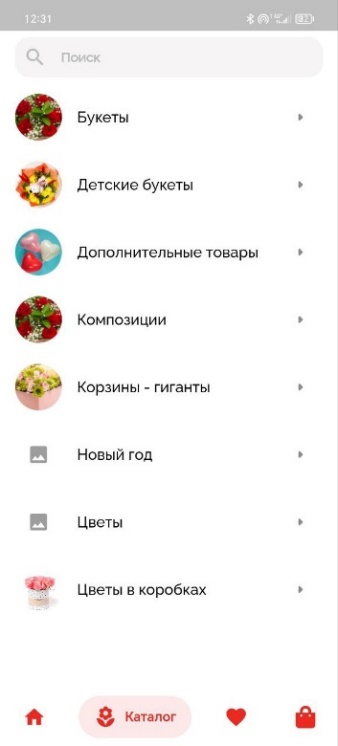 12:31
Поиск
Букеты
Детские букеты
Дополнительные товары
Композиции
Корзины - гиганты
Новый год
Цветы
Цветы в коробках
Каталог